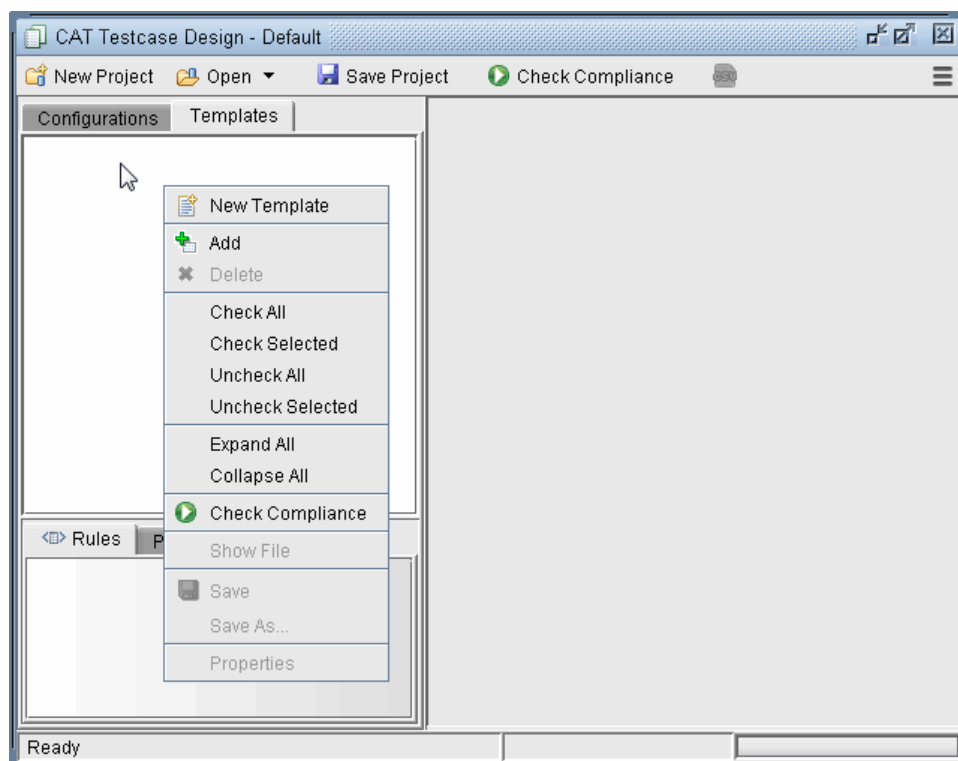 CAT Testcase Design - Default
New Project Open Save Project Check Compliance
Configurations Templates
New Template
Add
Delete
Check All
Check Selected
Uncheck All
Uncheck Selected
Expand All
Collapse All
Check Compliance
Rules P
Show File
Save
Save As...
Properties
Ready